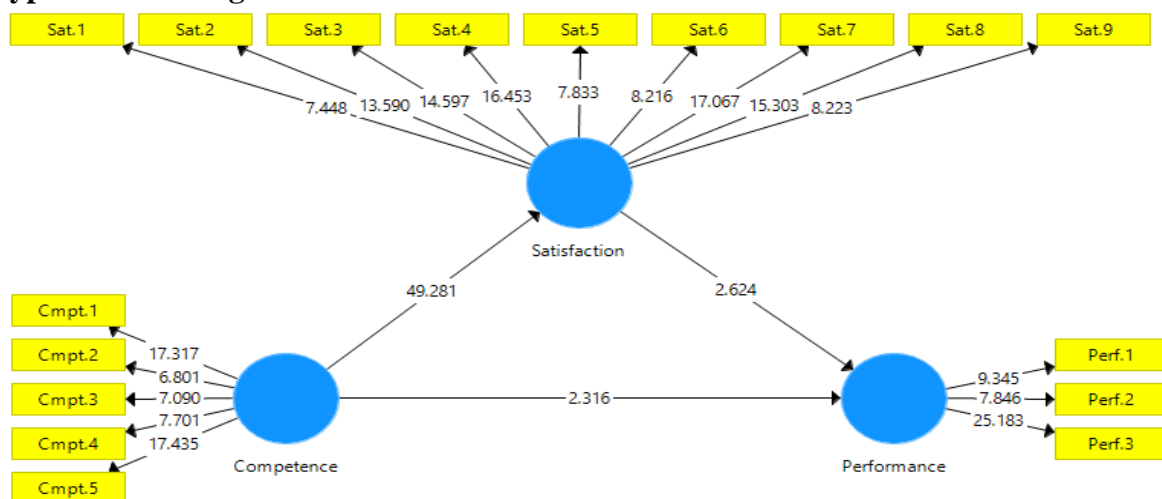 Sat.1 Sat.2 Sat.3 Sat.4 Sat.5 Sat.6 Sat.7 Sat.8 Sat.9
7.448 13.590 14.597 16.453 7.833 8.216 17.067 15.303 8.223
Satisfaction
49.281 2.624
Cmpt.1
17.317
Cmpt.2
6.801
Cmpt.3
7.090
Cmpt.4
7.701
Cmpt.5
17.435
Competence
2.316
Perf.1
9.345
Perf.2
7.846
Perf.3
25.183
Performance